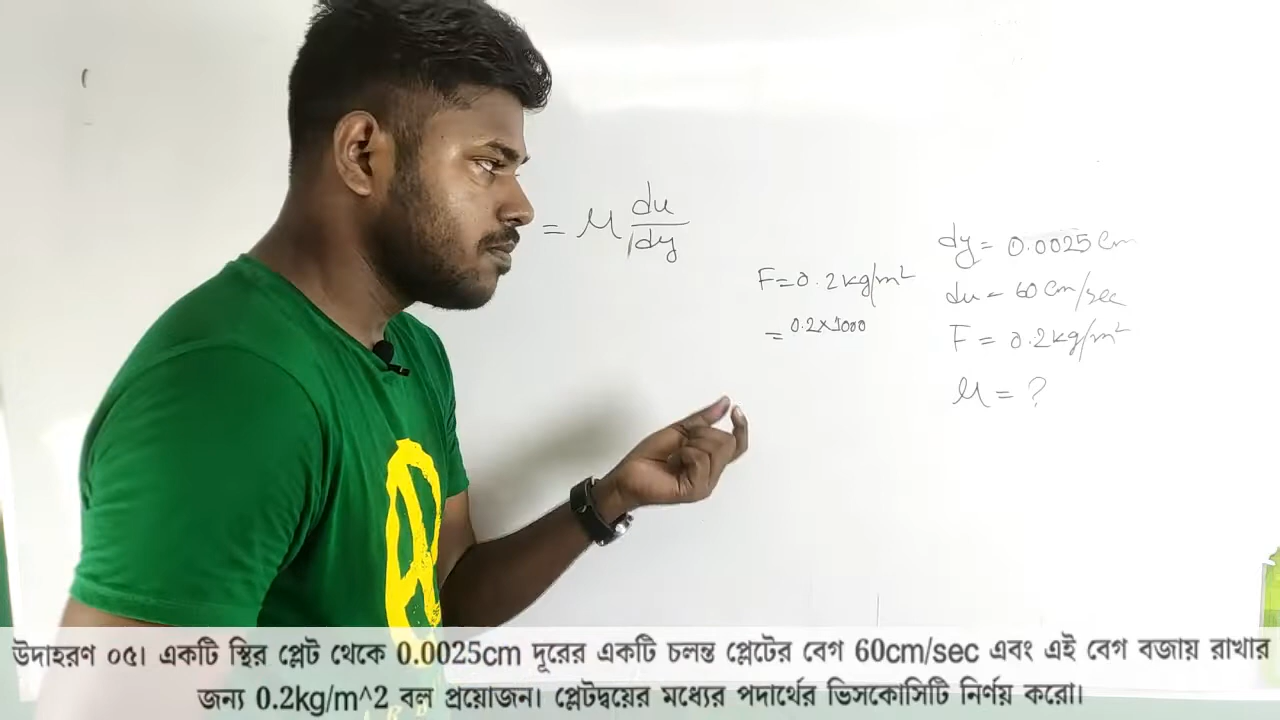 = μ du/dy
F = 0.2 kg/m²
= 0.2×1000
dy = 0.0025 cm
du = 60 cm/sec
F = 0.2 kg/m²
μ = ?
উদাহরণ ০৫। একটি স্থির প্লেট থেকে 0.0025cm দূরের একটি চলন্ত প্লেটের বেগ 60cm/sec এবং এই বেগ বজায় রাখার
জন্য 0.2kg/m^2 বল প্রয়োজন। প্লেটদ্বয়ের মধ্যের পদার্থের ভিসকোসিটি নির্ণয় করো।